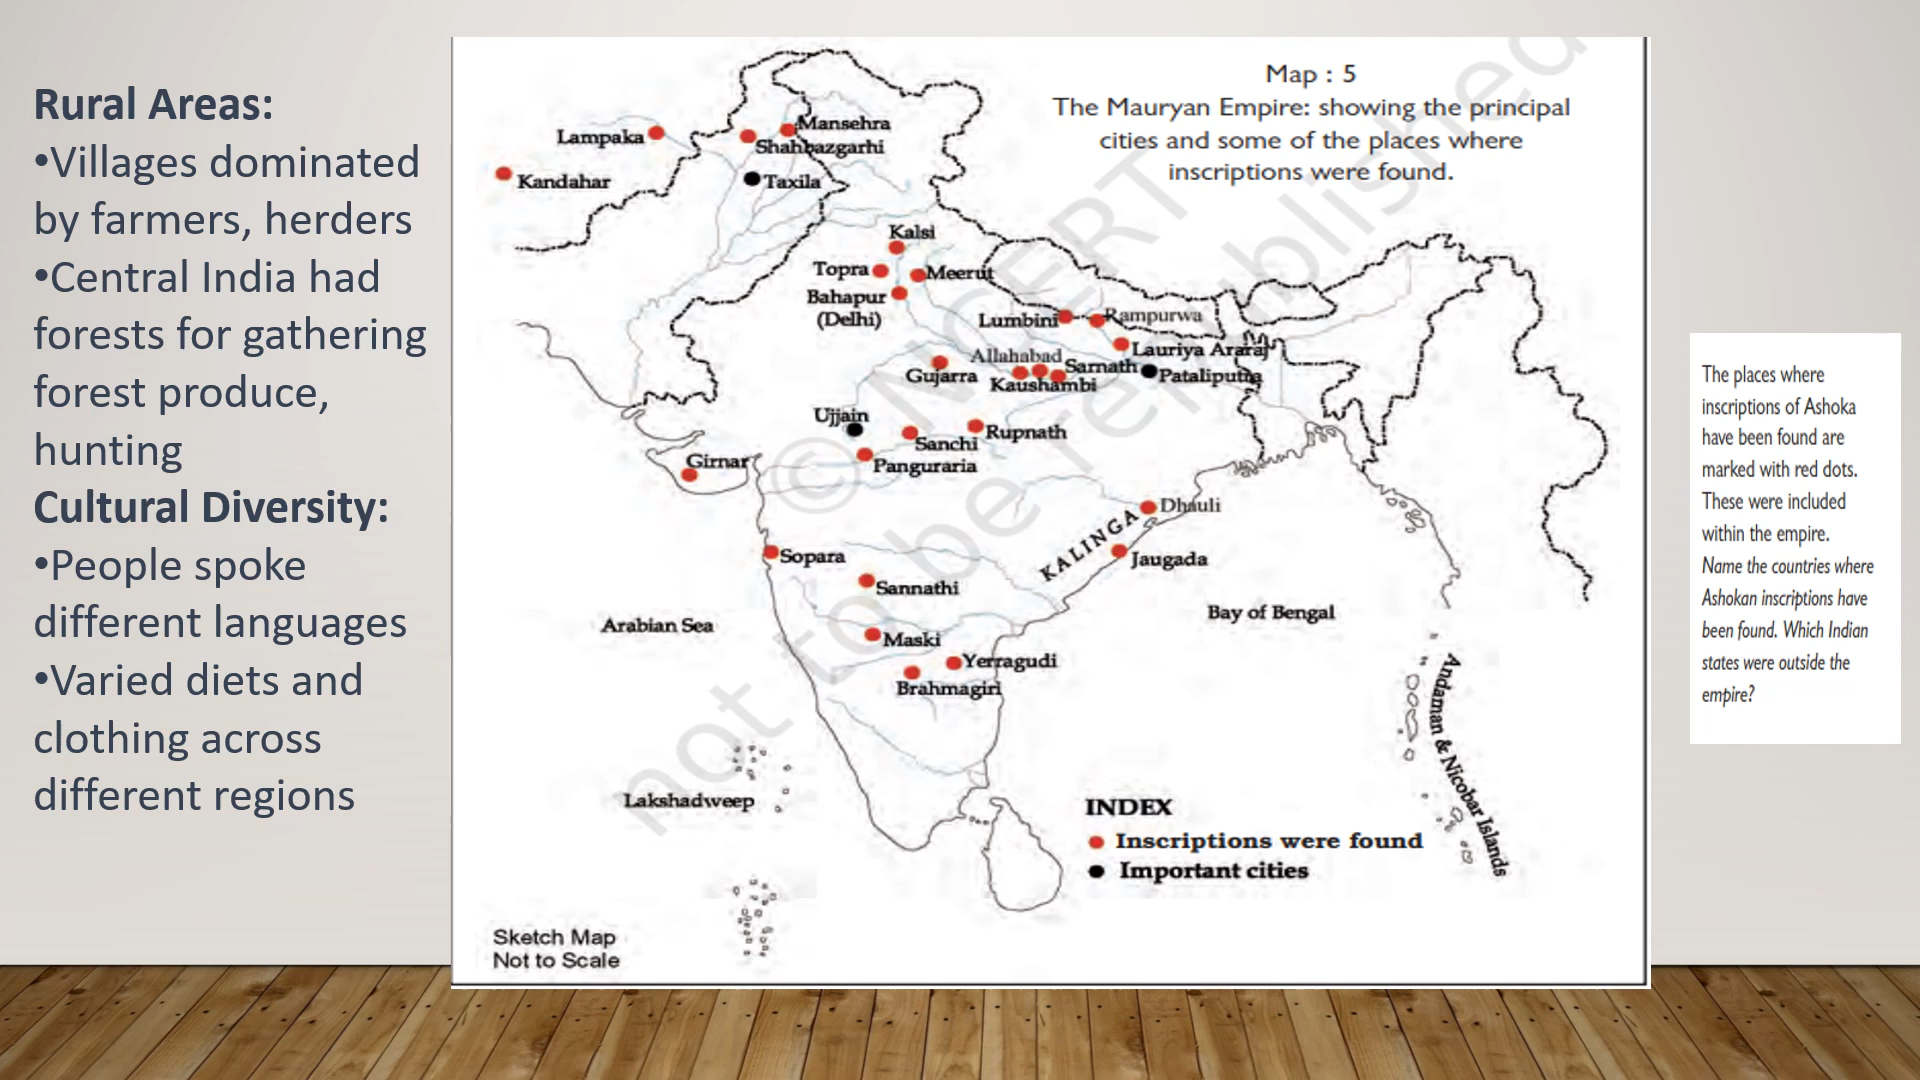 Rural Areas:
•Villages dominated
by farmers, herders
•Central India had
forests for gathering
forest produce,
hunting
Cultural Diversity:
•People spoke
different languages
•Varied diets and
clothing across
different regions
Map : 5
The Mauryan Empire: showing the principal
cities and some of the places where
inscriptions were found.
Lampaka
Mansehra
Shahbazgarhi
Kandahar
Taxila
Kalsi
Topra
Meerut
Bahapur
(Delhi)
Lumbini
Rampurwa
Lauriya Araraj
Allahabad
Sarnath
Pataliputra
Gujarra
Kaushambi
Ujjain
Rupnath
Sanchi
Girnar
Panguraria
Dhauli
KALINGA
Sopara
Jaugada
Sannathi
Arabian Sea
Bay of Bengal
Maski
Yerragudi
Brahmagiri
Andaman & Nicobar Islands
Lakshadweep
INDEX
Inscriptions were found
Important cities
Sketch Map
Not to Scale
© NCERT
not to be republished
The places where
inscriptions of Ashoka
have been found are
marked with red dots.
These were included
within the empire.
Name the countries where
Ashokan inscriptions have
been found. Which Indian
states were outside the
empire?